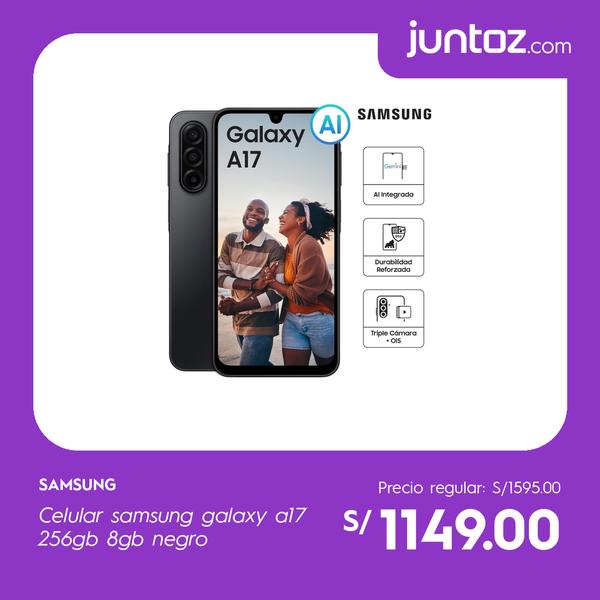 juntoz.com
SAMSUNG
Galaxy
A17
AI
Gemini
AI Integrada
Durabilidad
Reforzada
Triple Cámara
+ OIS
SAMSUNG
Celular samsung galaxy a17
256gb 8gb negro
Precio regular: S/1595.00
S/1149.00